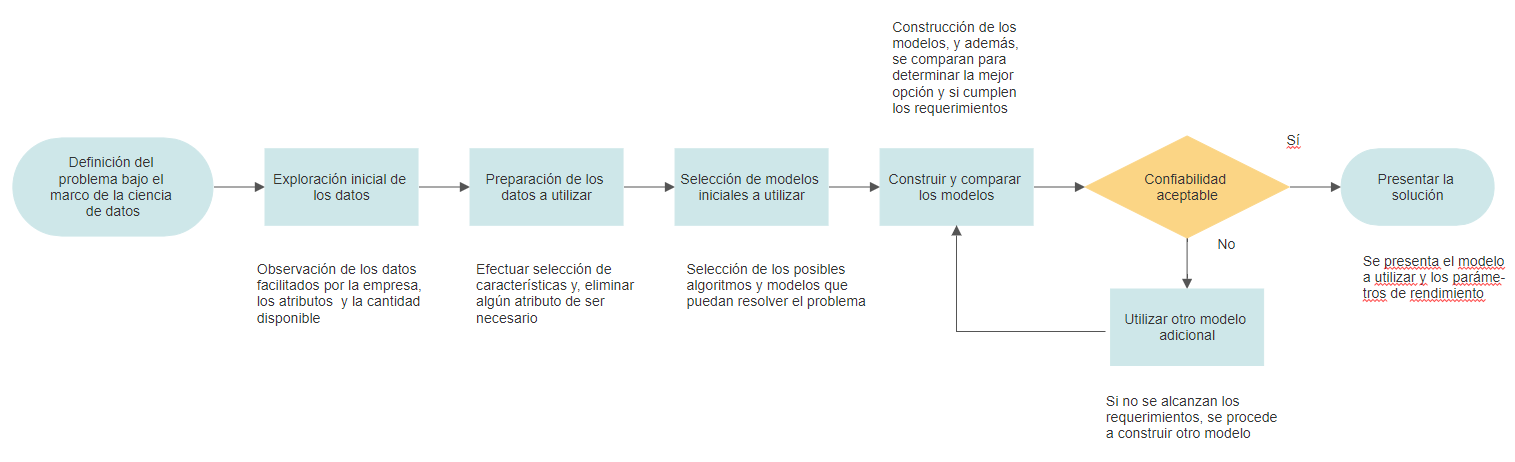 Construcción de los
modelos, y además,
se comparan para
determinar la mejor
opción y si cumplen
los requerimientos
Definición del
problema bajo el
marco de la ciencia
de datos
Exploración inicial de
los datos
Preparación de los
datos a utilizar
Selección de modelos
iniciales a utilizar
Construir y comparar
los modelos
Confiabilidad
aceptable
Sí
Presentar la
solución
No
Observación de los datos
facilitados por la empresa,
los atributos y la cantidad
disponible
Efectuar selección de
características y, eliminar
algún atributo de ser
necesario
Selección de los posibles
algoritmos y modelos que
puedan resolver el problema
Se presenta el modelo
a utilizar y los paráme-
tros de rendimiento
Utilizar otro modelo
adicional
Si no se alcanzan los
requerimientos, se procede
a construir otro modelo